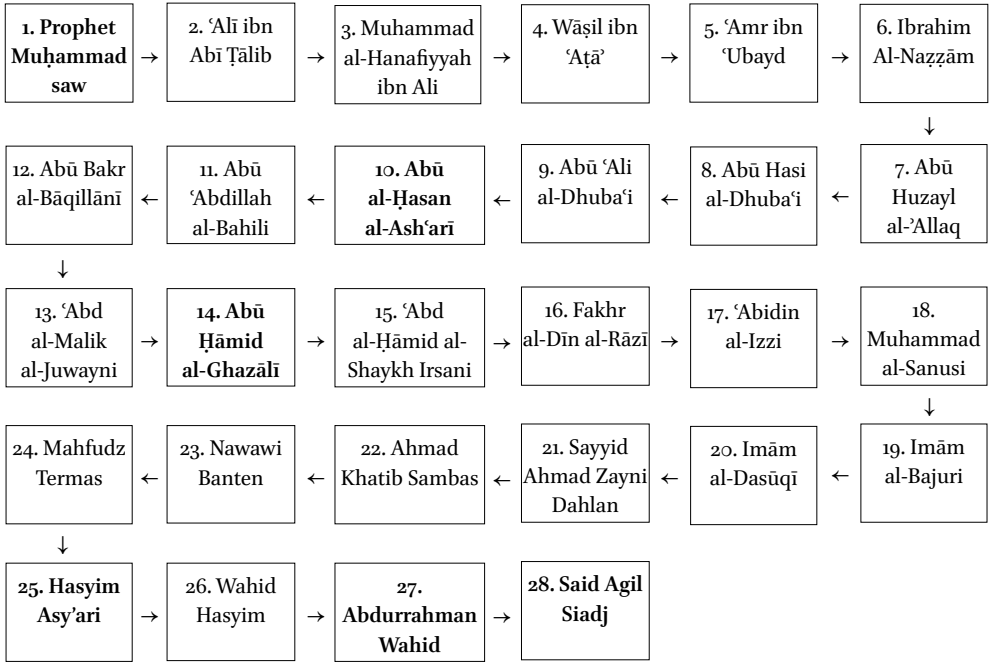 1. Prophet
Muḥammad
saw
→
2. ʿAlī ibn
Abī Ṭālib
→
3. Muhammad
al-Hanafiyyah
ibn Ali
→
4. Wāṣil ibn
ʿAṭāʾ
→
5. ʿAmr ibn
ʿUbayd
→
6. Ibrahim
Al-Naẓẓām
↓
7. Abū
Huzayl
al-ʾAllaq
←
8. Abū Hasi
al-Dhubaʿi
←
9. Abū ʿAli
al-Dhubaʿi
←
10. Abū
al-Ḥasan
al-Ashʿarī
←
11. Abū
ʿAbdillah
al-Bahili
←
12. Abū Bakr
al-Bāqillānī
↓
13. ʿAbd
al-Malik
al-Juwayni
→
14. Abū
Ḥāmid
al-Ghazālī
→
15. ʿAbd
al-Ḥāmid al-
Shaykh Irsani
→
16. Fakhr
al-Dīn al-Rāzī
→
17. ʿAbidin
al-Izzi
→
18.
Muhammad
al-Sanusi
↓
19. Imām
al-Bajuri
←
20. Imām
al-Dasūqī
←
21. Sayyid
Ahmad Zayni
Dahlan
←
22. Ahmad
Khatib Sambas
←
23. Nawawi
Banten
←
24. Mahfudz
Termas
↓
25. Hasyim
Asy'ari
→
26. Wahid
Hasyim
→
27.
Abdurrahman
Wahid
→
28. Said Agil
Siadj